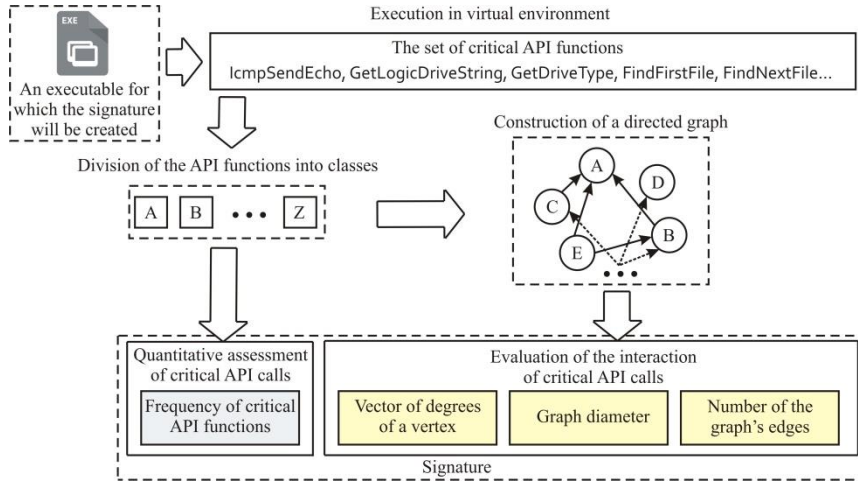 EXE
An executable for
which the signature
will be created
Execution in virtual environment
The set of critical API functions
IcmpSendEcho, GetLogicDriveString, GetDriveType, FindFirstFile, FindNextFile...
Division of the API functions into classes
A B ••• Z
Construction of a directed graph
A
D
C
B
E
•••
Quantitative assessment
of critical API calls
Frequency of critical
API functions
Evaluation of the interaction
of critical API calls
Vector of degrees
of a vertex
Graph diameter
Number of the
graph's edges
Signature